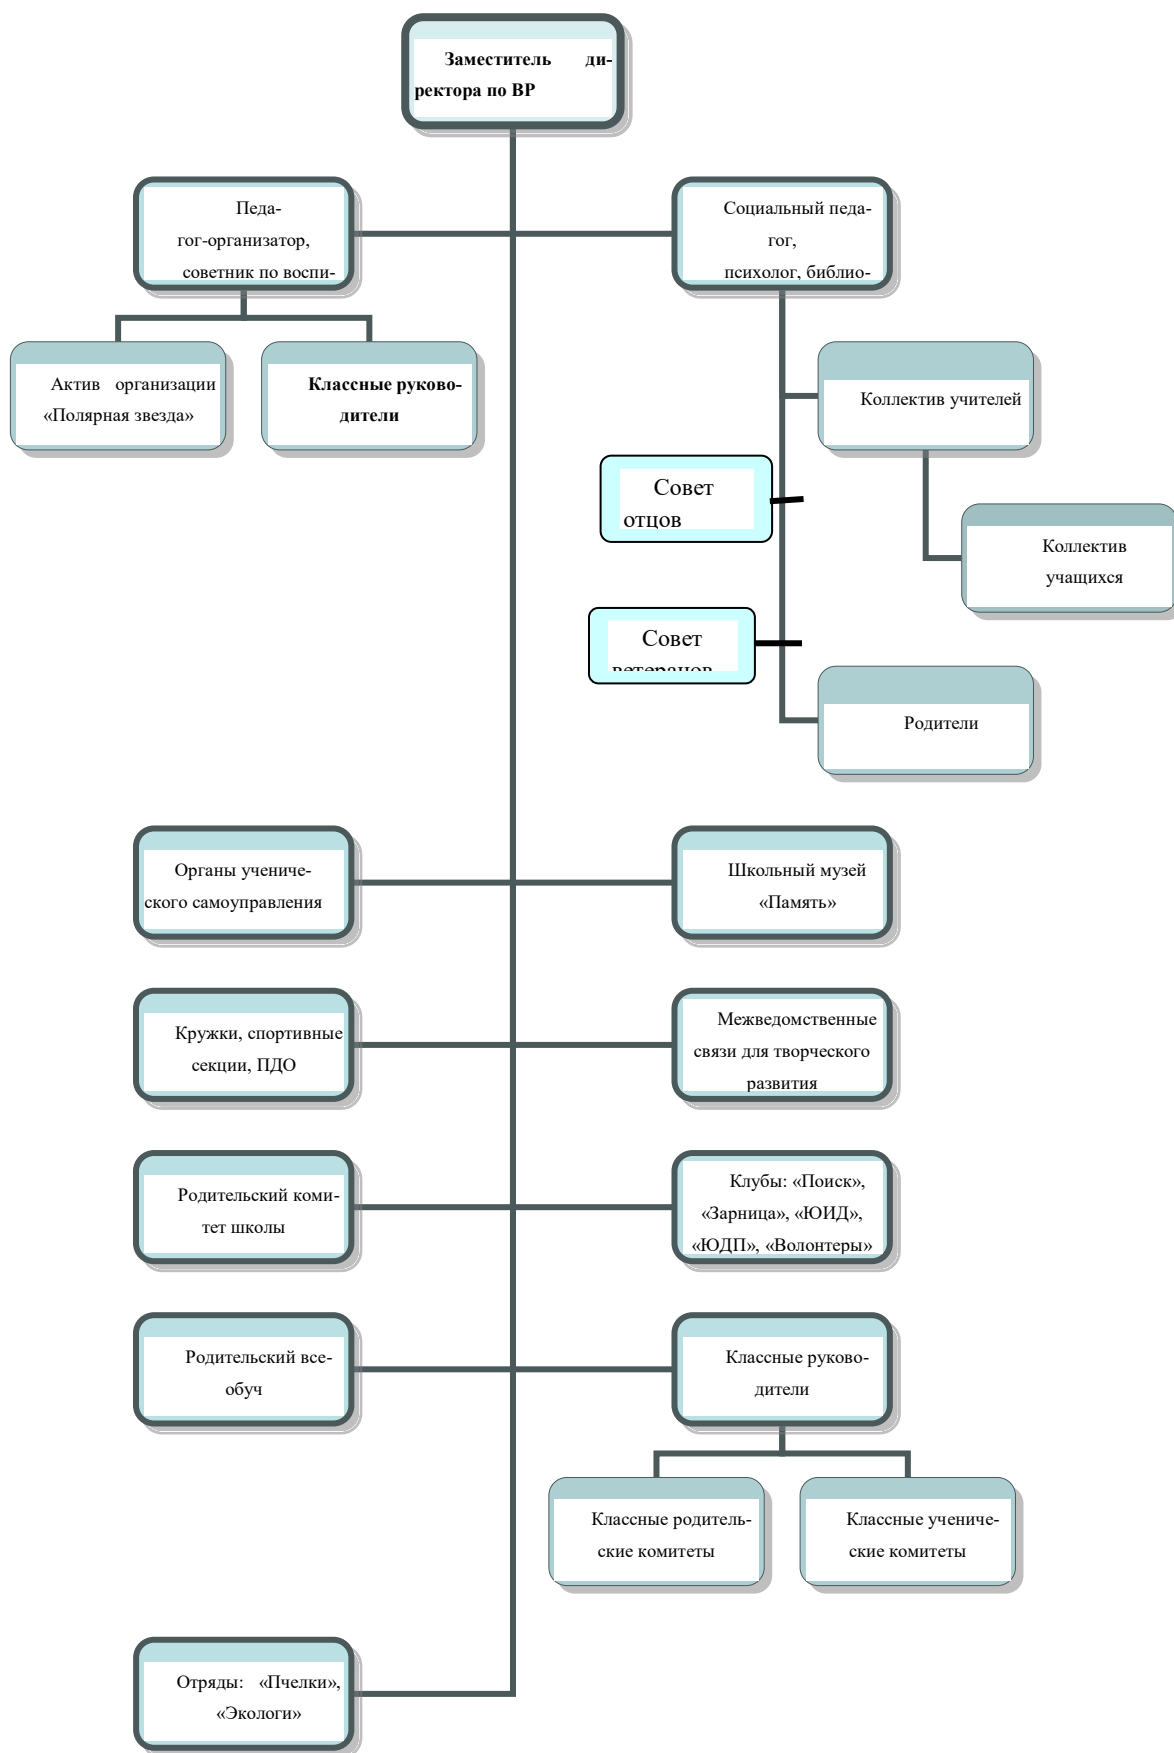 Заместитель ди-
ректора по ВР
Педа-
гог-организатор,
советник по воспи-
Социальный педа-
гог,
психолог, библио-
Актив организации
«Полярная звезда»
Классные руково-
дители
Коллектив учителей
Совет
отцов
Коллектив
учащихся
Совет
ветеранов
Родители
Органы учениче-
ского самоуправления
Школьный музей
«Память»
Кружки, спортивные
секции, ПДО
Межведомственные
связи для творческого
развития
Родительский коми-
тет школы
Клубы: «Поиск»,
«Зарница», «ЮИД»,
«ЮДП», «Волонтеры»
Родительский все-
обуч
Классные руково-
дители
Классные родитель-
ские комитеты
Классные учениче-
ские комитеты
Отряды: «Пчелки»,
«Экологи»